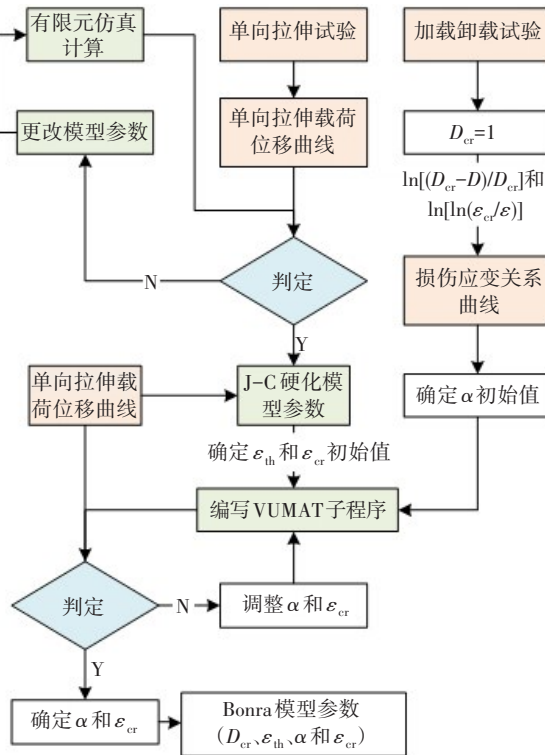 有限元仿真
计算
单向拉伸试验
加载卸载试验
更改模型参数
单向拉伸载荷
位移曲线
D_cr=1
ln[(D_cr-D)/D_cr]和
ln[ln(ε_cr/ε)]
N
判定
损伤应变关系
曲线
Y
单向拉伸载
荷位移曲线
J-C硬化模
型参数
确定α初始值
确定ε_th和ε_cr初始值
编写VUMAT子程序
判定
N
调整α和ε_cr
Y
确定α和ε_cr
Bonra模型参数
(D_cr、ε_th、α和ε_cr)